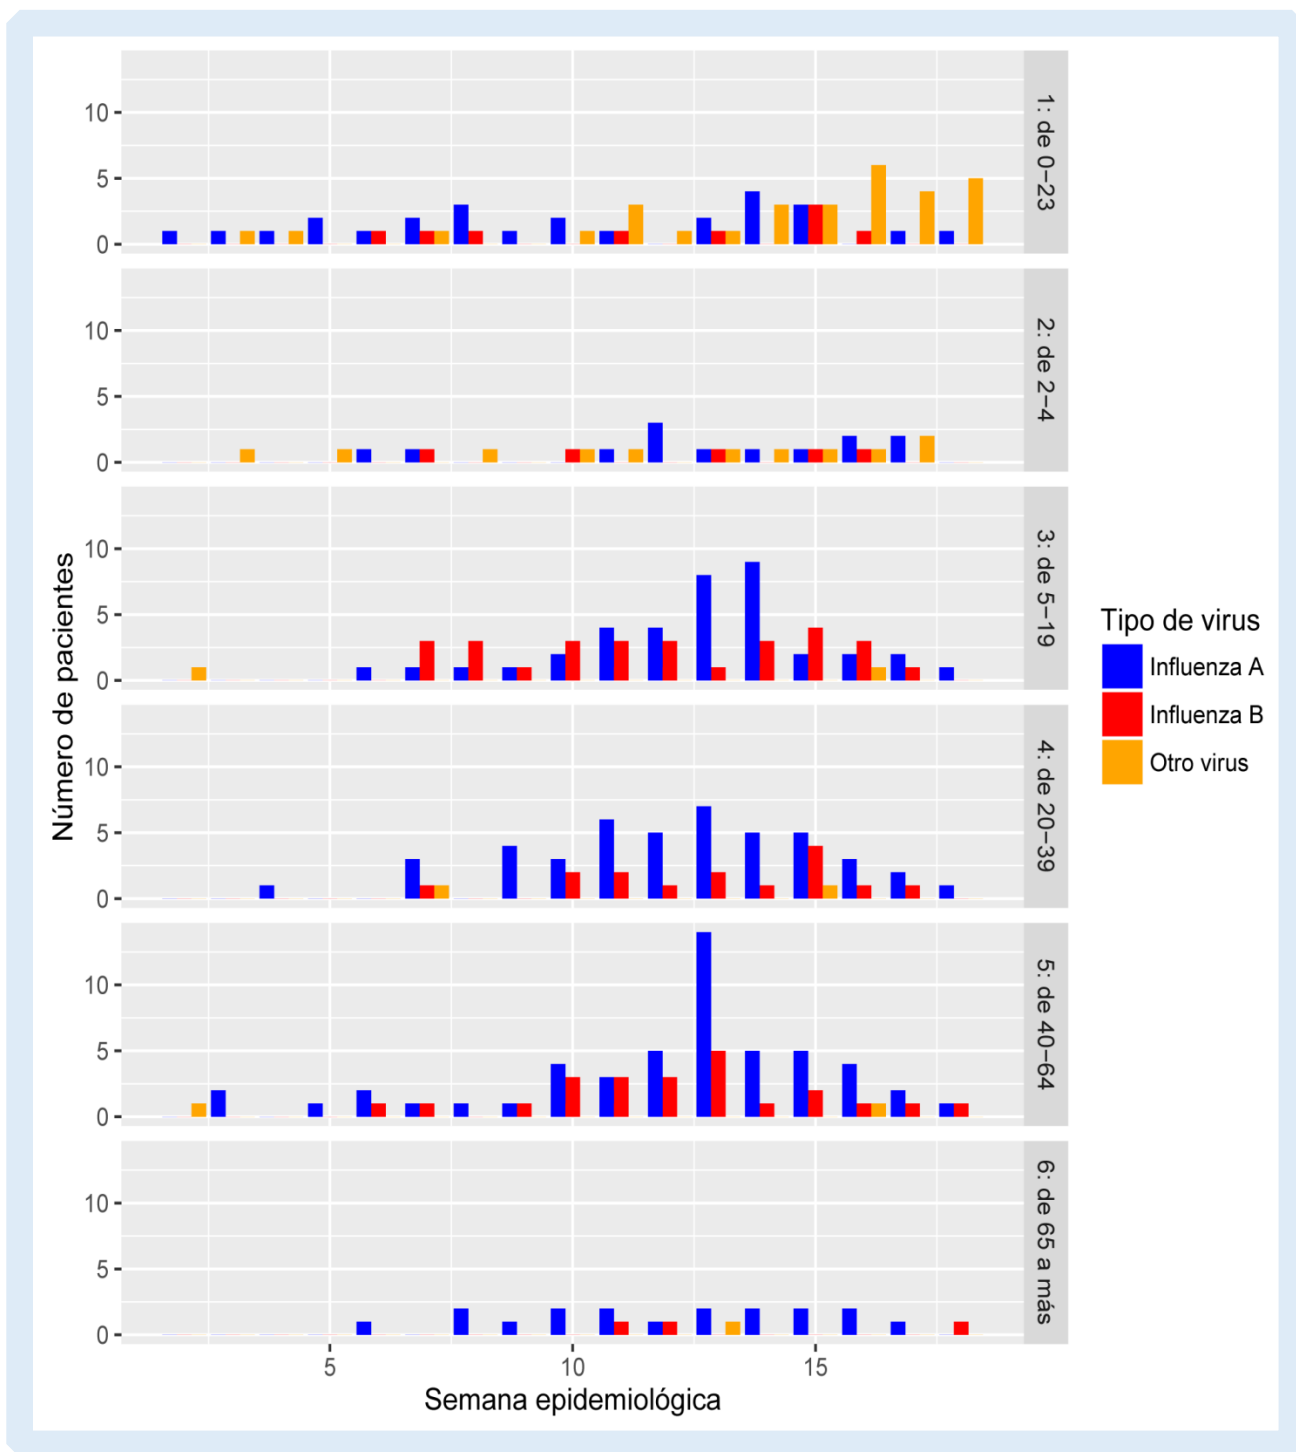 10
5
0
1: de 0−23
10
5
0
2: de 2−4
10
5
0
3: de 5−19
10
5
0
4: de 20−39
10
5
0
5: de 40−64
10
5
0
6: de 65 a más
5
10
15
Semana epidemiológica
Número de pacientes
Tipo de virus
Influenza A
Influenza B
Otro virus